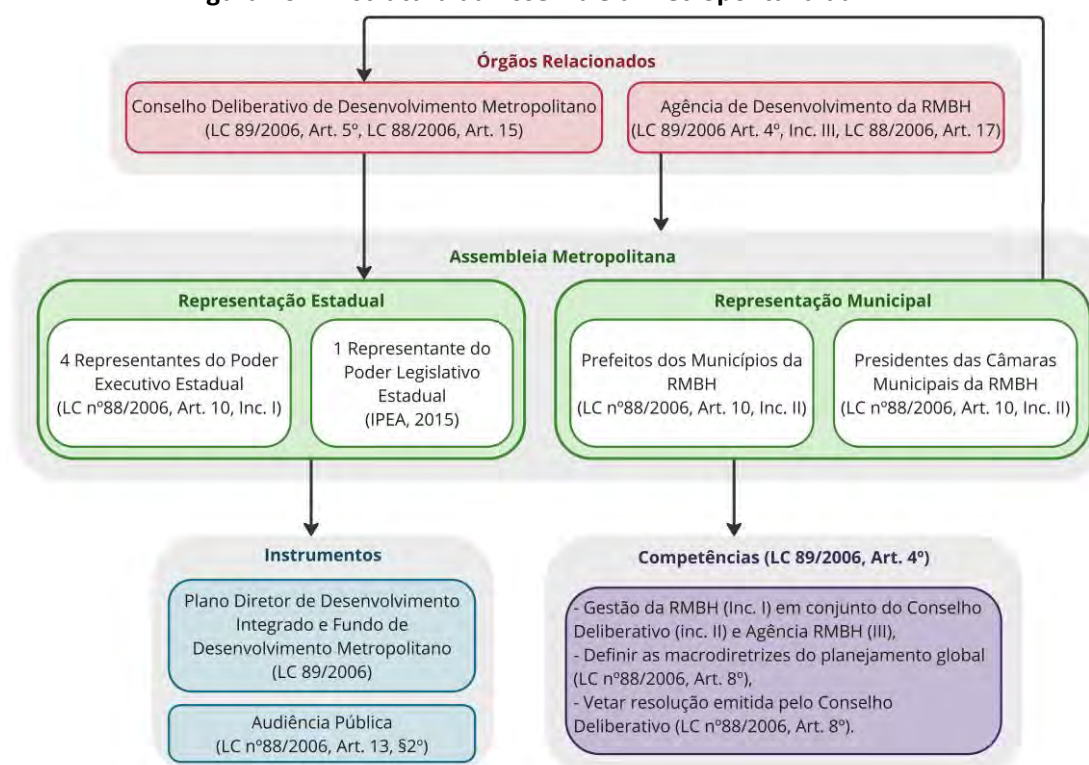 Órgãos Relacionados
Conselho Deliberativo de Desenvolvimento Metropolitano
(LC 89/2006, Art. 5º, LC 88/2006, Art. 15)
Agência de Desenvolvimento da RMBH
(LC 89/2006 Art. 4º, Inc. III, LC 88/2006, Art. 17)
Assembleia Metropolitana
Representação Estadual
4 Representantes do Poder
Executivo Estadual
(LC nº88/2006, Art. 10, Inc. I)
1 Representante do
Poder Legislativo
Estadual
(IPEA, 2015)
Representação Municipal
Prefeitos dos Municípios da
RMBH
(LC nº88/2006, Art. 10, Inc. II)
Presidentes das Câmaras
Municipais da RMBH
(LC nº88/2006, Art. 10, Inc. II)
Instrumentos
Plano Diretor de Desenvolvimento
Integrado e Fundo de
Desenvolvimento Metropolitano
(LC 89/2006)
Audiência Pública
(LC nº88/2006, Art. 13, §2º)
Competências (LC 89/2006, Art. 4º)
- Gestão da RMBH (Inc. I) em conjunto do Conselho
Deliberativo (inc. II) e Agência RMBH (III),
- Definir as macrodiretrizes do planejamento global
(LC nº88/2006, Art. 8º),
- Vetar resolução emitida pelo Conselho
Deliberativo (LC nº88/2006, Art. 8º).